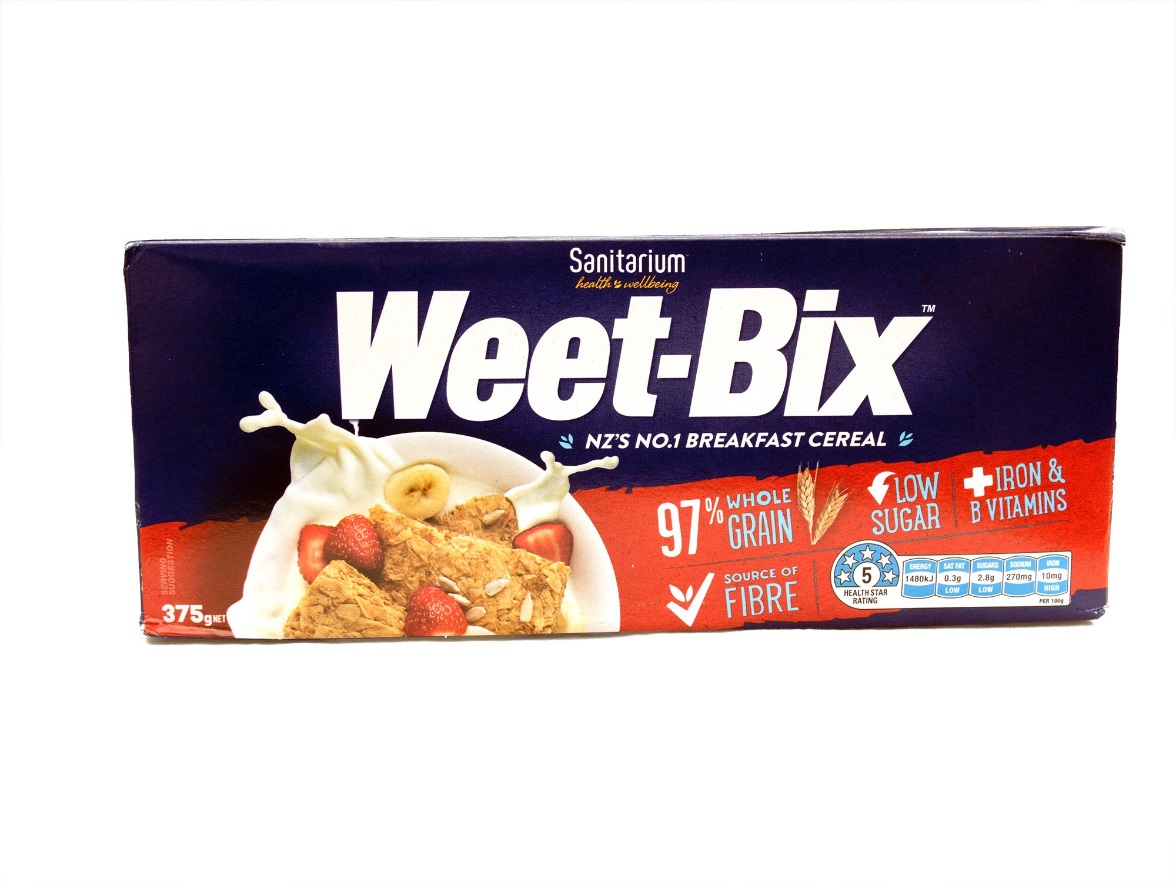 Sanitarium
health & wellbeing
Weet-Bix™
NZ'S NO.1 BREAKFAST CEREAL
97% WHOLE
GRAIN
LOW
SUGAR
IRON &
B VITAMINS
SOURCE OF
FIBRE
5
HEALTH STAR
RATING
ENERGY
1480kJ
SAT FAT
0.3g
LOW
SUGARS
2.8g
LOW
SODIUM
270mg
IRON
10mg
HIGH
PER 100g
SERVING
SUGGESTION
375g NET